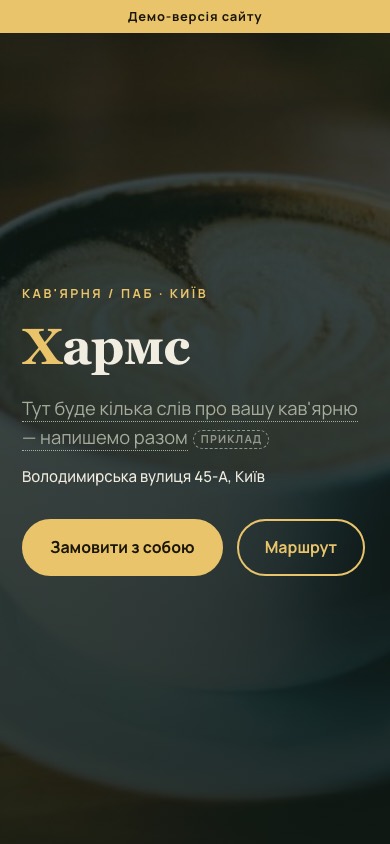 Демо-версія сайту
КАВ'ЯРНЯ / ПАБ · КИЇВ
Хармс
Тут буде кілька слів про вашу кав'ярню
— напишемо разом ПРИКЛАД
Володимирська вулиця 45-А, Київ
Замовити з собою Маршрут